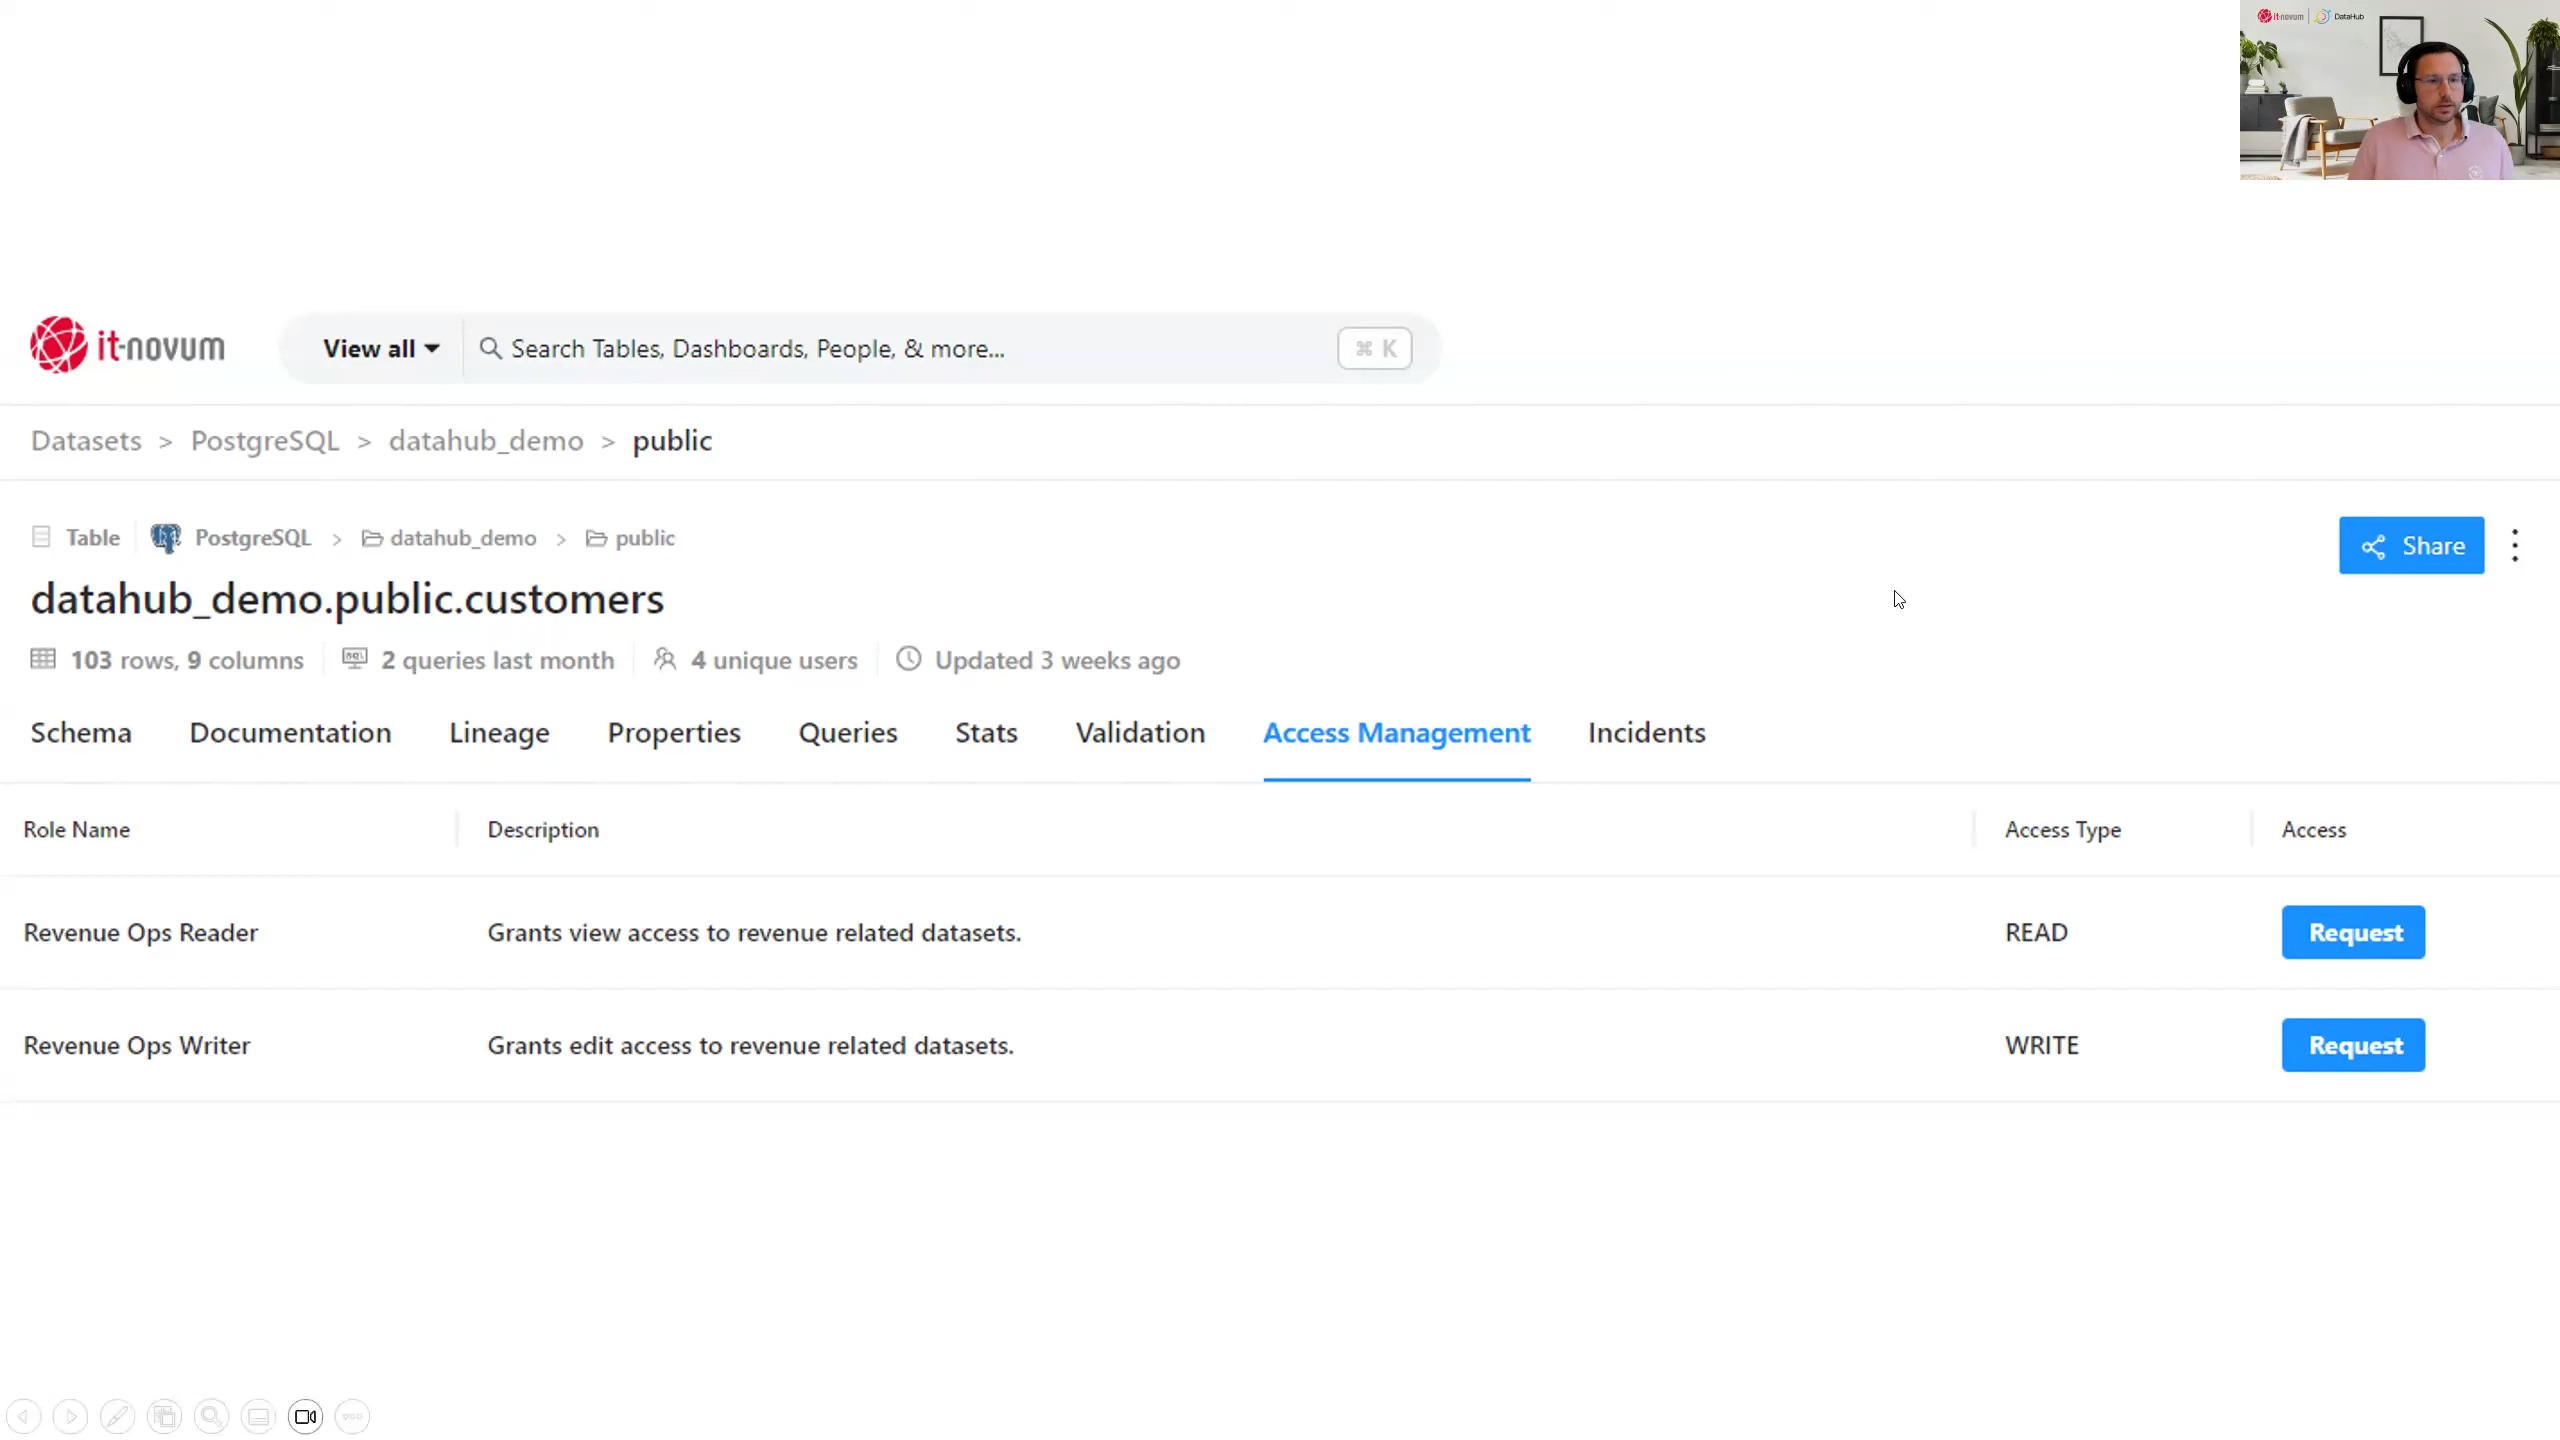 it-novum DataHub
it-novum View all Search Tables, Dashboards, People, & more... ⌘ K
Datasets > PostgreSQL > datahub_demo > public
Table PostgreSQL > datahub_demo > public
Share
datahub_demo.public.customers
103 rows, 9 columns 2 queries last month 4 unique users Updated 3 weeks ago
Schema Documentation Lineage Properties Queries Stats Validation Access Management Incidents
Role Name Description Access Type Access
Revenue Ops Reader Grants view access to revenue related datasets. READ Request
Revenue Ops Writer Grants edit access to revenue related datasets. WRITE Request